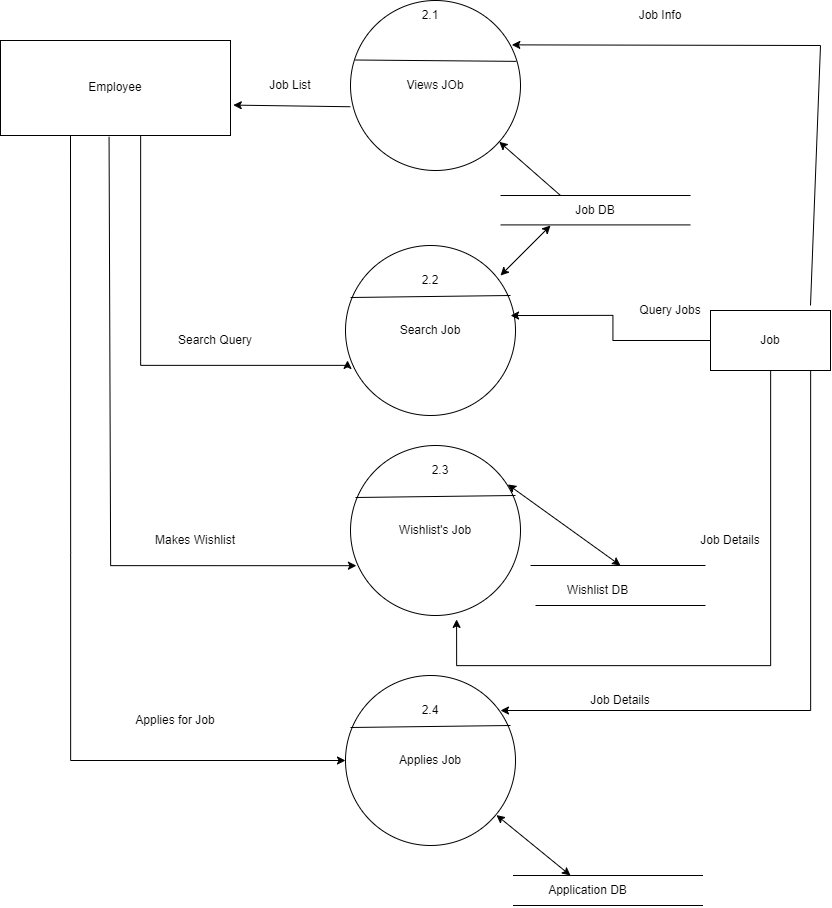 2.1
Job Info
Employee
Job List
Views JOb
Job DB
2.2
Query Jobs
Search Query
Search Job
Job
2.3
Makes Wishlist
Wishlist's Job
Job Details
Wishlist DB
Job Details
2.4
Applies for Job
Applies Job
Application DB